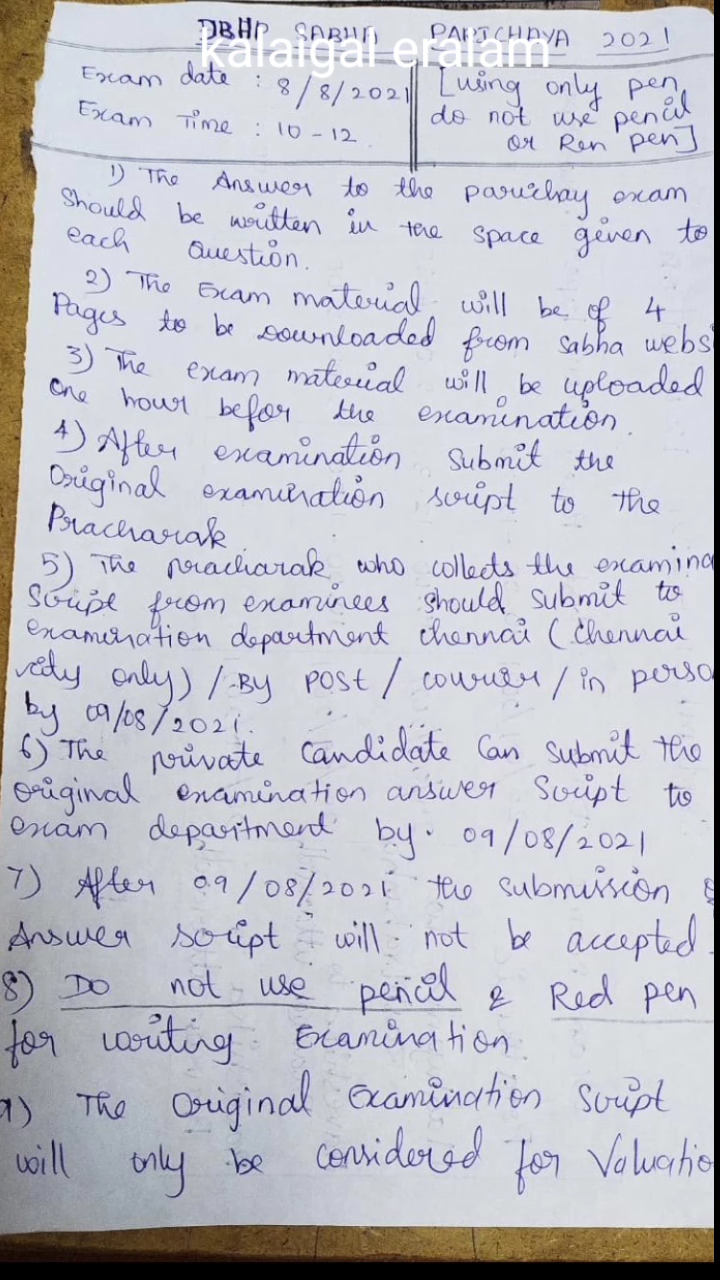 DBHP SABHA PARICHAYA 2021
kalaigal eralam
Exam date : 8/8/2021
Exam Time : 10-12
[using only pen
do not use pencil
or Ren pen]
1) The Answer to the parichay exam
Should be written in the space given to
each Question.
2) The Exam material will be of 4
Pages to be Downloaded from sabha webs
3) The exam material will be uploaded
One hour befor the examination.
4) After examination Submit the
Original examination script to the
Pracharak
5) The pracharak who collects the examina
Script from examinees should submit to
examination department chennai (Chennai
city only) / By POST / courier / in perso
by 09/08/2021.
6) The private Candidate Can submit the
original examination answer Script to
exam department by. 09/08/2021
7) After 09/08/2021 the submission
Answer script will not be accepted.
8) Do not use pencil & Red pen
for writing Examination
9) The Original Examination Script
will only be considered for Valuatio